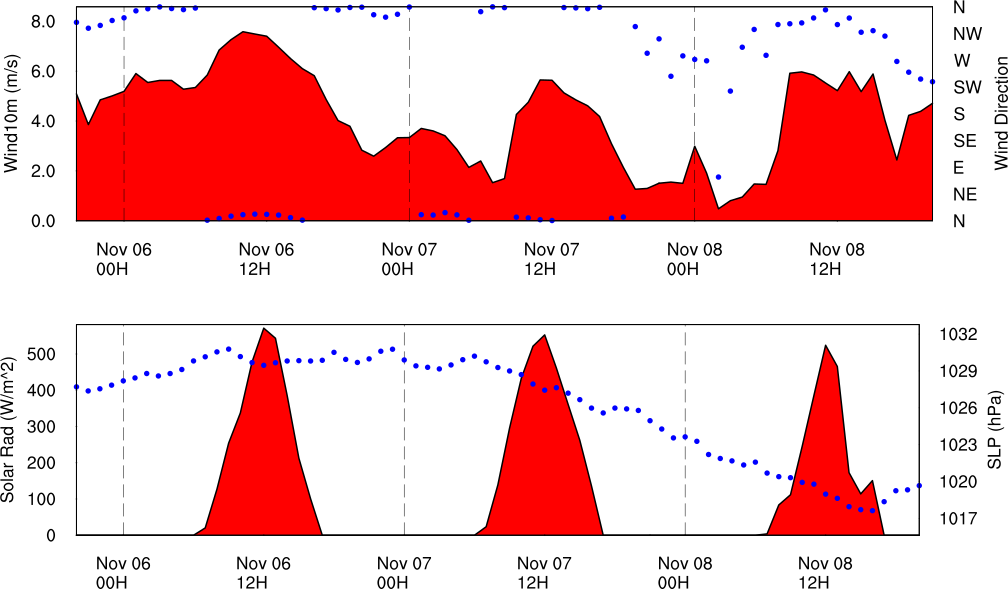 Wind10m (m/s)
8.0
6.0
4.0
2.0
0.0
N
NW
W
SW
S
SE
E
NE
N
Wind Direction
Nov 06 Nov 06 Nov 07 Nov 07 Nov 08 Nov 08
00H 12H 00H 12H 00H 12H
Solar Rad (W/m^2)
500
400
300
200
100
0
1032
1029
1026
1023
1020
1017
SLP (hPa)
Nov 06 Nov 06 Nov 07 Nov 07 Nov 08 Nov 08
00H 12H 00H 12H 00H 12H